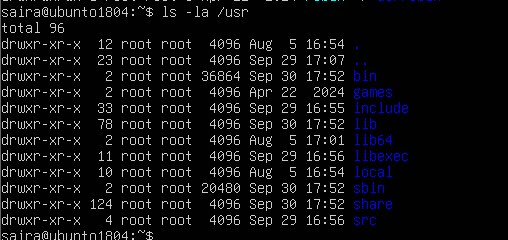 saira@ubunto1804:~$ ls -la /usr
total 96
drwxr-xr-x 12 root root 4096 Aug 5 16:54 .
drwxr-xr-x 23 root root 4096 Sep 29 17:07 ..
drwxr-xr-x 2 root root 36864 Sep 30 17:52 bin
drwxr-xr-x 2 root root 4096 Apr 22 2024 games
drwxr-xr-x 33 root root 4096 Sep 29 16:55 include
drwxr-xr-x 78 root root 4096 Sep 30 17:52 lib
drwxr-xr-x 2 root root 4096 Aug 5 17:01 lib64
drwxr-xr-x 11 root root 4096 Sep 29 16:56 libexec
drwxr-xr-x 10 root root 4096 Aug 5 16:54 local
drwxr-xr-x 2 root root 20480 Sep 30 17:52 sbin
drwxr-xr-x 124 root root 4096 Sep 30 17:52 share
drwxr-xr-x 4 root root 4096 Sep 29 16:56 src
saira@ubunto1804:~$